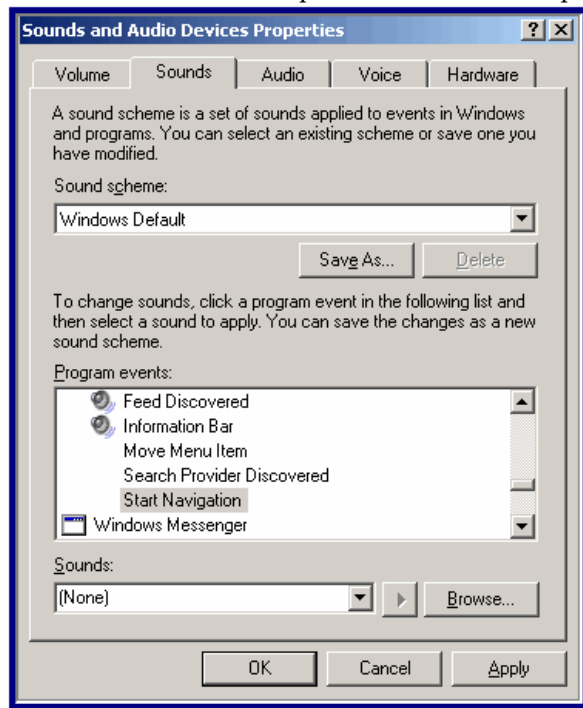 Sounds and Audio Devices Properties
Volume Sounds Audio Voice Hardware
A sound scheme is a set of sounds applied to events in Windows
and programs. You can select an existing scheme or save one you
have modified.
Sound scheme:
Windows Default
Save As... Delete
To change sounds, click a program event in the following list and
then select a sound to apply. You can save the changes as a new
sound scheme.
Program events:
Feed Discovered
Information Bar
Move Menu Item
Search Provider Discovered
Start Navigation
Windows Messenger
Sounds:
(None) Browse...
OK Cancel Apply